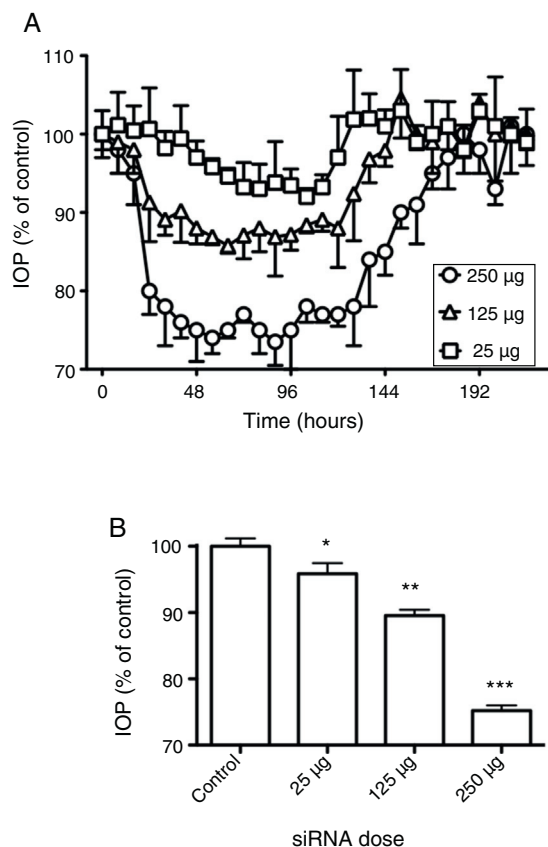 A
110
100
90
80
70
IOP (% of control)
250 µg
125 µg
25 µg
0 48 96 144 192
Time (hours)
B
100
90
80
70
IOP (% of control)
*
**
***
Control 25 µg 125 µg 250 µg
siRNA dose